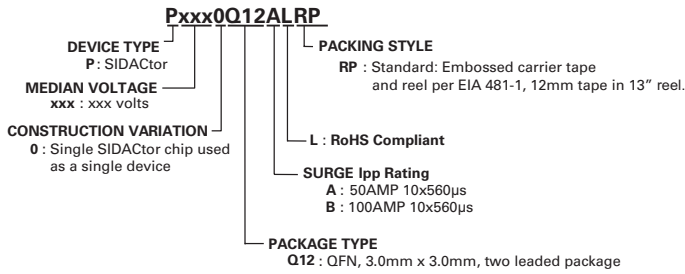 Pxxx0Q12ALRP
DEVICE TYPE
P : SIDACtor
MEDIAN VOLTAGE
xxx : xxx volts
CONSTRUCTION VARIATION
0 : Single SIDACtor chip used
as a single device
PACKING STYLE
RP : Standard: Embossed carrier tape
and reel per EIA 481-1, 12mm tape in 13” reel.
L : RoHS Compliant
SURGE Ipp Rating
A : 50AMP 10x560µs
B : 100AMP 10x560µs
PACKAGE TYPE
Q12 : QFN, 3.0mm x 3.0mm, two leaded package